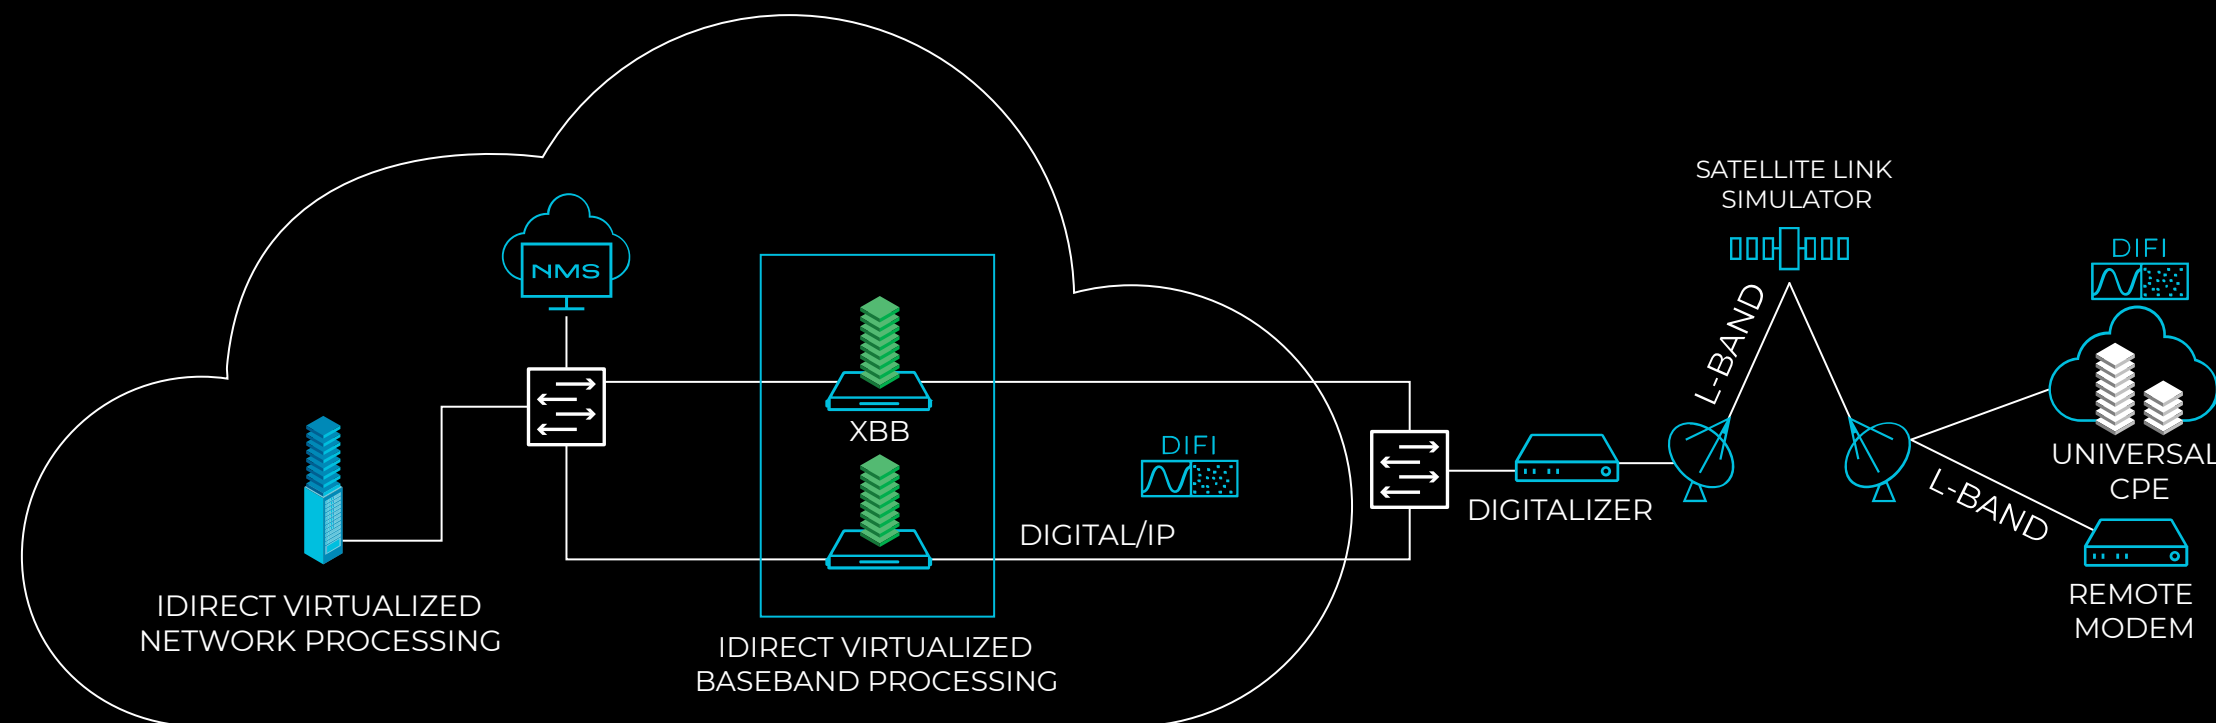 SATELLITE LINK
SIMULATOR
NMS
DIFI
L-BAND
XBB
DIFI
UNIVERSAL
CPE
L-BAND
DIGITALIZER
DIGITAL/IP
IDIRECT VIRTUALIZED
NETWORK PROCESSING
REMOTE
MODEM
IDIRECT VIRTUALIZED
BASEBAND PROCESSING